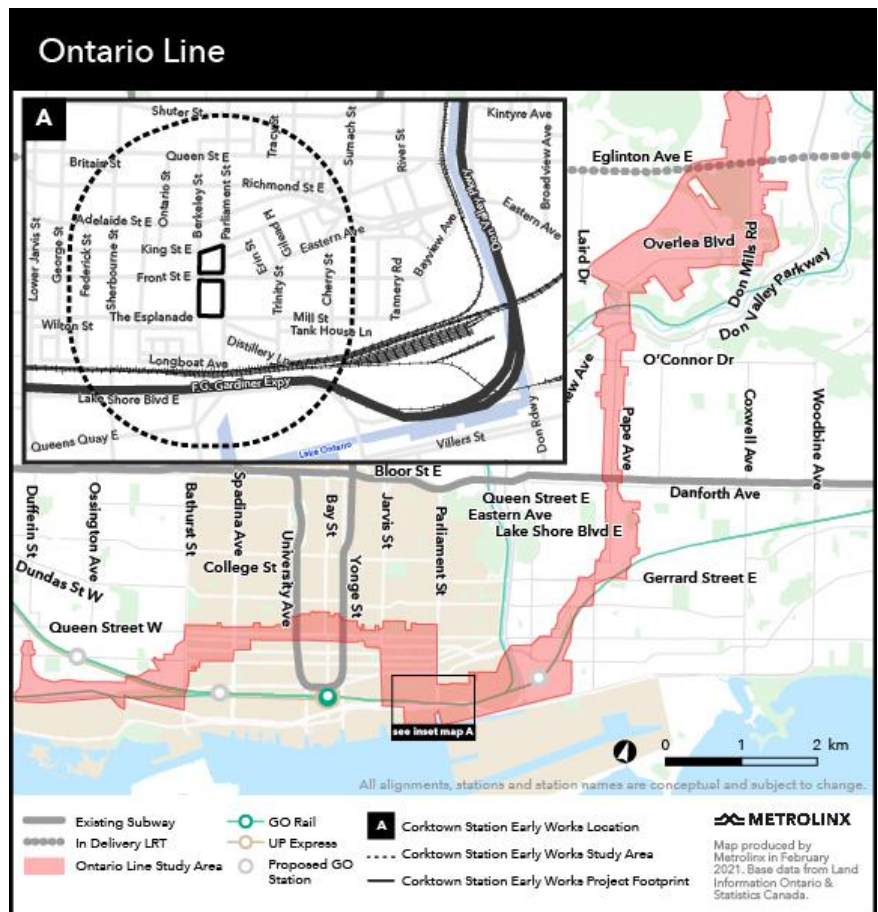 Ontario Line
A
Shuter St
Tracy St
Sumach St
River St
Kintyre Ave
Broadview Ave
Britain St
Queen St E
Ontario St
Berkeley St
Parliament St
Richmond St E
Don Valley Pkwy
Eastern Ave
Lower Jarvis St
George St
Federick St
Adelaide St E
Sherbourne St
King St E
Erin St
Gilead Pl
Eastern Ave
Bayview Ave
Front St E
Trinity St
Cherry St
Tannery Rd
The Esplanade
Wilton St
Mill St
Tank House Ln
Distillery Ln
Longboat Ave
F.G. Gardiner Expy
Lake Shore Blvd E
Queens Quay E
Lake Ontario
Villers St
Don Rdwy
Eglinton Ave E
Laird Dr
Overlea Blvd
Don Mills Rd
Don Valley Parkway
O'Connor Dr
iew Ave
Pape Ave
Coxwell Ave
Woodbine Ave
Bloor St E
Danforth Ave
Dufferin St
Ossington Ave
Bathurst St
Spadina Ave
University Ave
Bay St
Yonge St
Jarvis St
Parliament St
Queen Street E
Eastern Ave
Lake Shore Blvd E
College St
Dundas St W
Gerrard Street E
Queen Street W
see inset map A
0 1 2 km
All alignments, stations and station names are conceptual and subject to change.
Existing Subway
In Delivery LRT
Ontario Line Study Area
GO Rail
UP Express
Proposed GO
Station
A Corktown Station Early Works Location
Corktown Station Early Works Study Area
Corktown Station Early Works Project Footprint
METROLINX
Map produced by
Metrolinx in February
2021. Base data from Land
Information Ontario &
Statistics Canada.